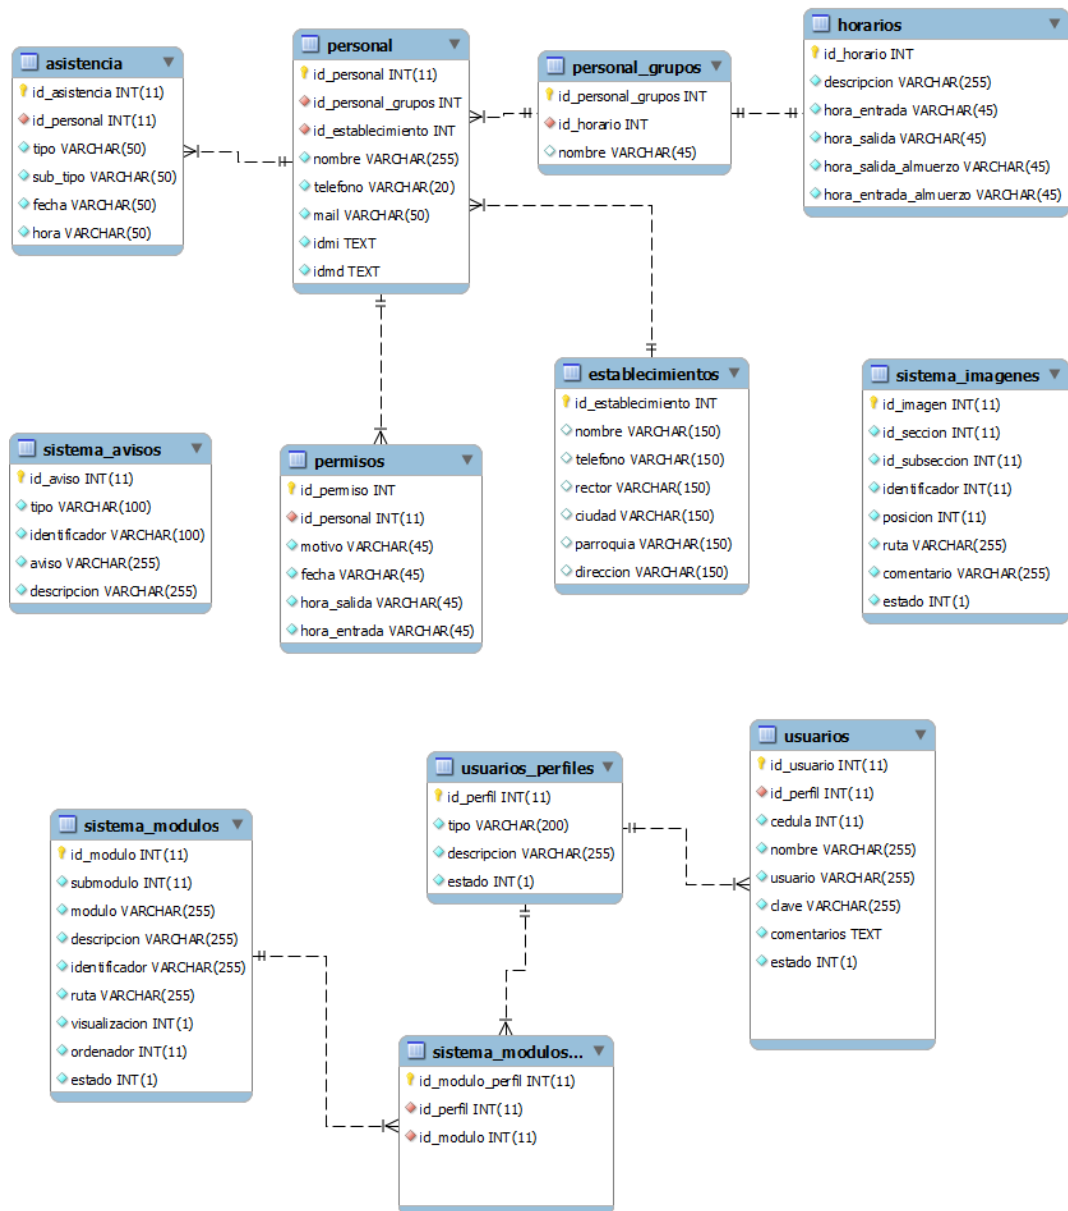 asistencia
id_asistencia INT(11)
id_personal INT(11)
tipo VARCHAR(50)
sub_tipo VARCHAR(50)
fecha VARCHAR(50)
hora VARCHAR(50)
personal
id_personal INT(11)
id_personal_grupos INT
id_establecimiento INT
nombre VARCHAR(255)
telefono VARCHAR(20)
mail VARCHAR(50)
idmi TEXT
idmd TEXT
personal_grupos
id_personal_grupos INT
id_horario INT
nombre VARCHAR(45)
horarios
id_horario INT
descripcion VARCHAR(255)
hora_entrada VARCHAR(45)
hora_salida VARCHAR(45)
hora_salida_almuerzo VARCHAR(45)
hora_entrada_almuerzo VARCHAR(45)
sistema_avisos
id_aviso INT(11)
tipo VARCHAR(100)
identificador VARCHAR(100)
aviso VARCHAR(255)
descripcion VARCHAR(255)
permisos
id_permiso INT
id_personal INT(11)
motivo VARCHAR(45)
fecha VARCHAR(45)
hora_salida VARCHAR(45)
hora_entrada VARCHAR(45)
establecimientos
id_establecimiento INT
nombre VARCHAR(150)
telefono VARCHAR(150)
rector VARCHAR(150)
ciudad VARCHAR(150)
parroquia VARCHAR(150)
direccion VARCHAR(150)
sistema_imagenes
id_imagen INT(11)
id_seccion INT(11)
id_subseccion INT(11)
identificador INT(11)
posicion INT(11)
ruta VARCHAR(255)
comentario VARCHAR(255)
estado INT(1)
sistema_modulos
id_modulo INT(11)
submodulo INT(11)
modulo VARCHAR(255)
descripcion VARCHAR(255)
identificador VARCHAR(255)
ruta VARCHAR(255)
visualizacion INT(1)
ordenador INT(11)
estado INT(1)
usuarios_perfiles
id_perfil INT(11)
tipo VARCHAR(200)
descripcion VARCHAR(255)
estado INT(1)
usuarios
id_usuario INT(11)
id_perfil INT(11)
cedula INT(11)
nombre VARCHAR(255)
usuario VARCHAR(255)
clave VARCHAR(255)
comentarios TEXT
estado INT(1)
sistema_modulos...
id_modulo_perfil INT(11)
id_perfil INT(11)
id_modulo INT(11)